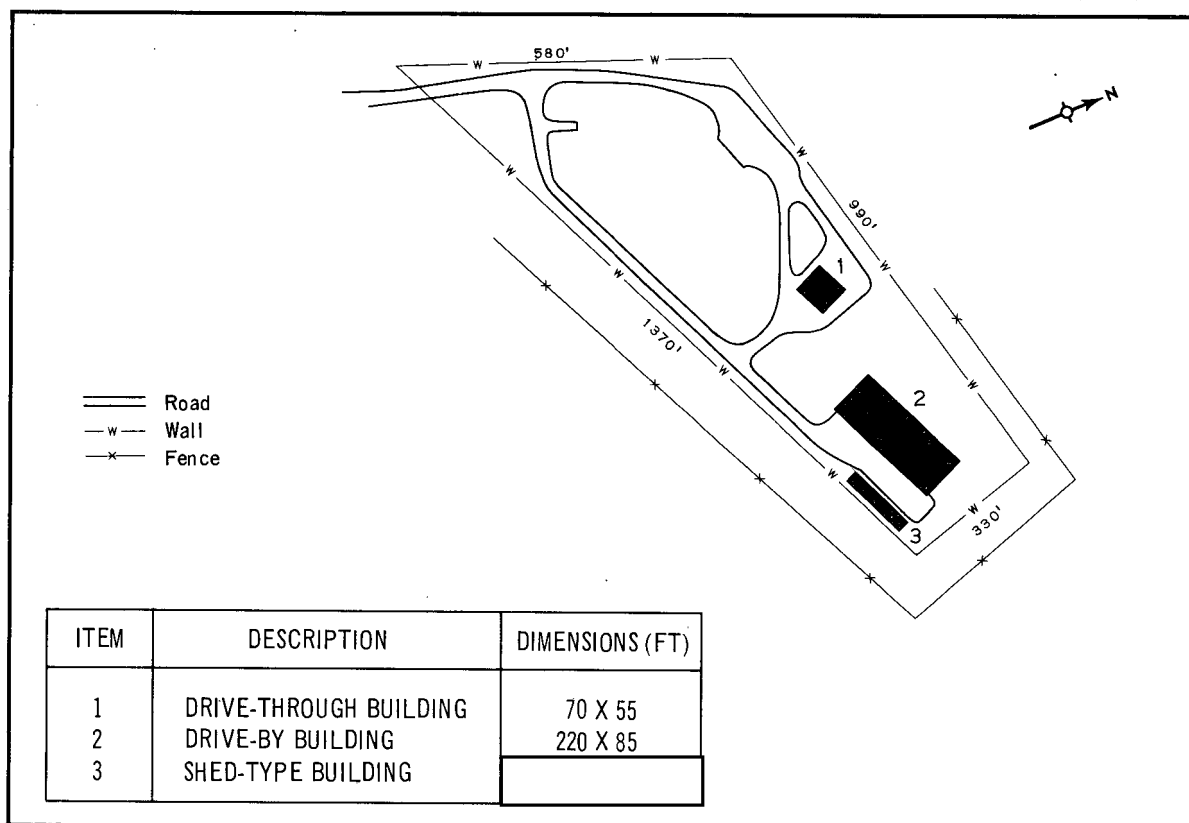 580'
W
W
N
W
W
990'
1
W
1370'
W
W
W
2
W
3
W
330'
Road
W Wall
Fence
ITEM DESCRIPTION DIMENSIONS (FT)
1 DRIVE-THROUGH BUILDING 70 X 55
2 DRIVE-BY BUILDING 220 X 85
3 SHED-TYPE BUILDING